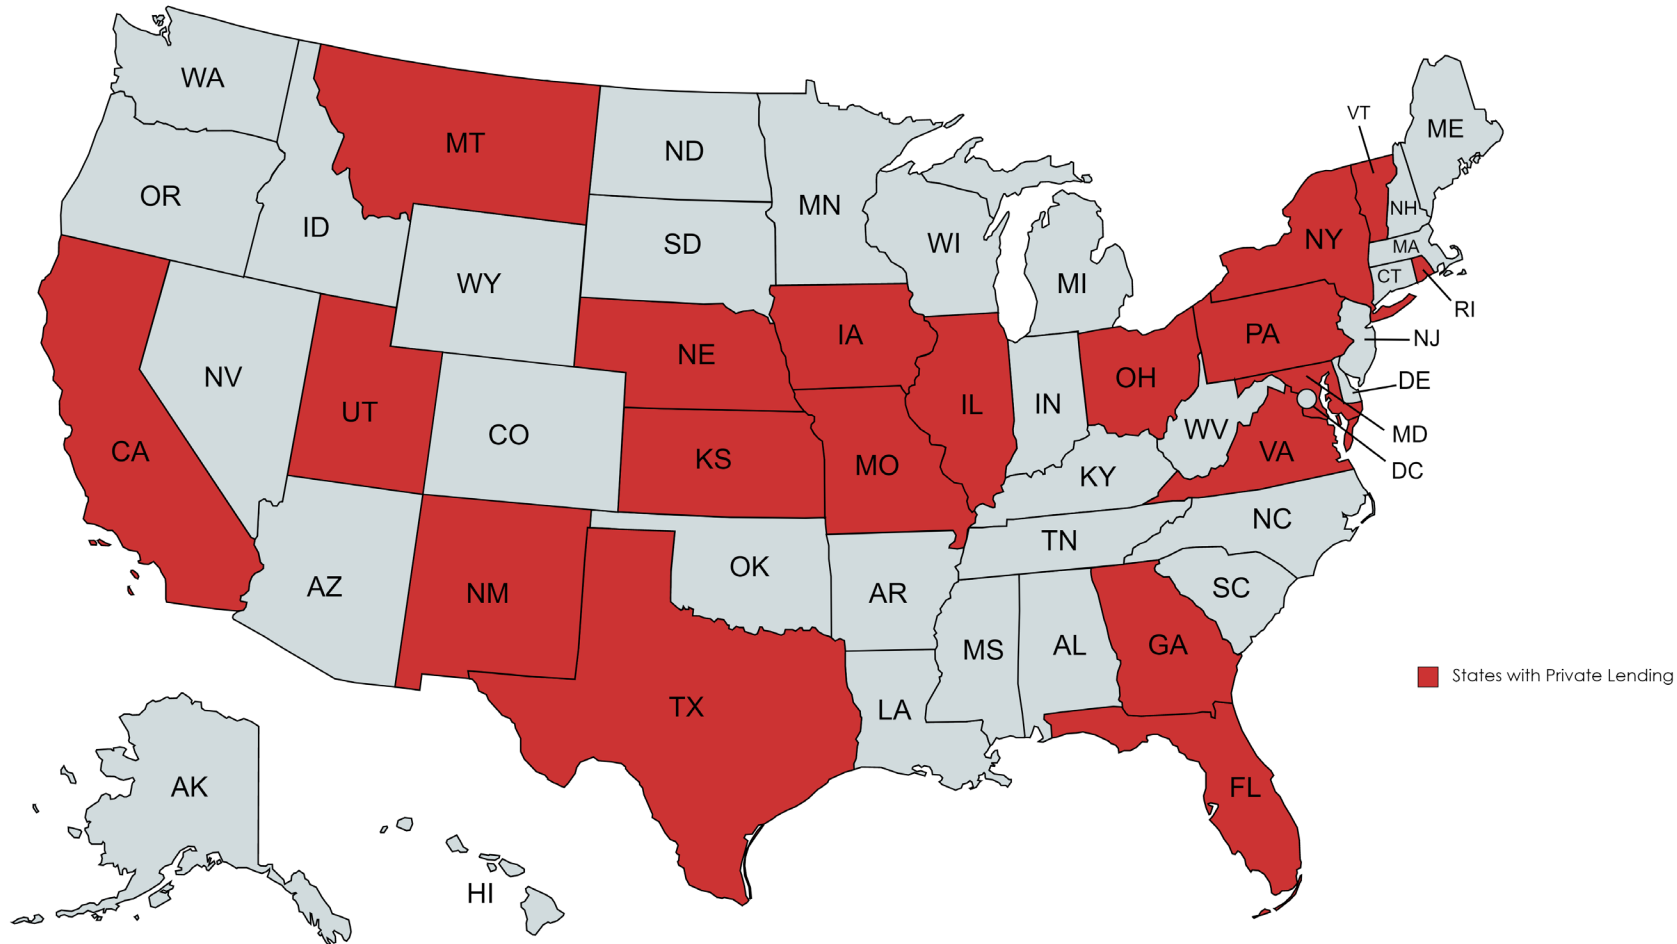 WA
MT
ND
MN
VT
ME
OR
ID
SD
WI
MI
NY
NH
MA
CT
RI
WY
NE
IA
PA
NJ
NV
UT
CO
IL
IN
OH
DE
CA
KS
MO
KY
WV
VA
MD
DC
AZ
NM
OK
AR
TN
NC
SC
TX
LA
MS
AL
GA
States with Private Lending
AK
HI
FL